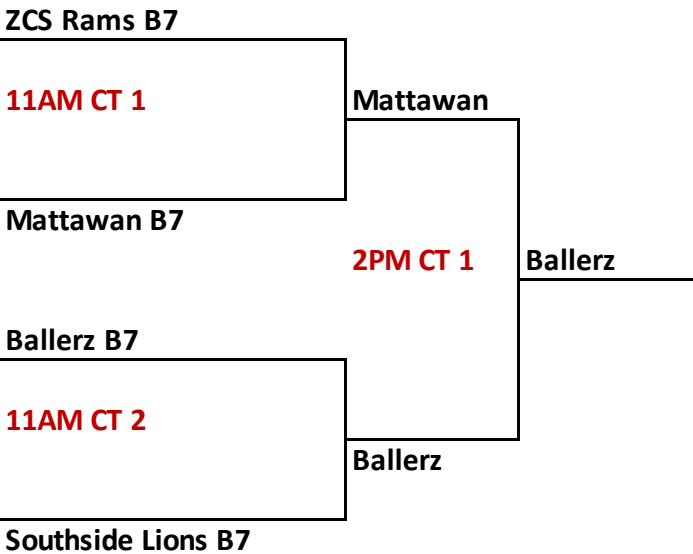 ZCS Rams B7
11AM CT 1
Mattawan
Mattawan B7
2PM CT 1
Ballerz
Ballerz B7
11AM CT 2
Ballerz
Southside Lions B7